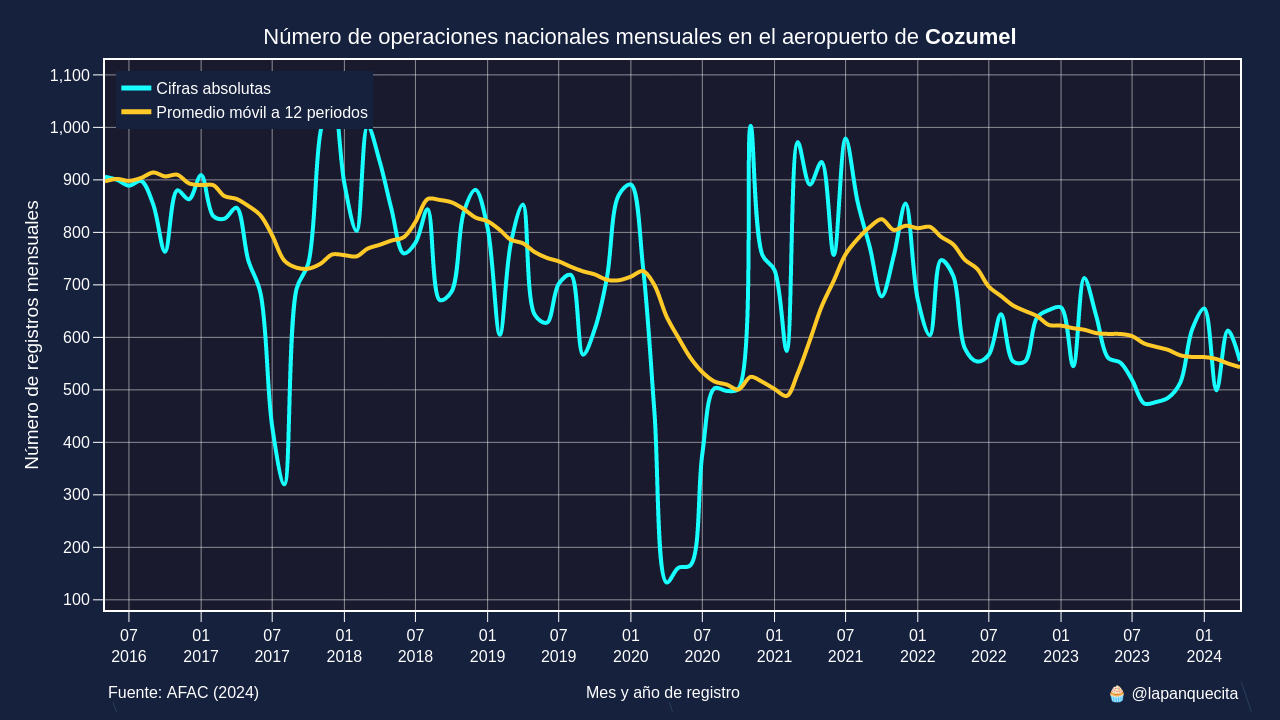 Número de operaciones nacionales mensuales en el aeropuerto de Cozumel
Cifras absolutas
Promedio móvil a 12 periodos
Número de registros mensuales
1,100
1,000
900
800
700
600
500
400
300
200
100
07 01 07 01 07 01 07 01 07 01 07 01 07 01 07 01
2016 2017 2017 2018 2018 2019 2019 2020 2020 2021 2021 2022 2022 2023 2023 2024
Fuente: AFAC (2024)
Mes y año de registro
🧁 @lapanquecita